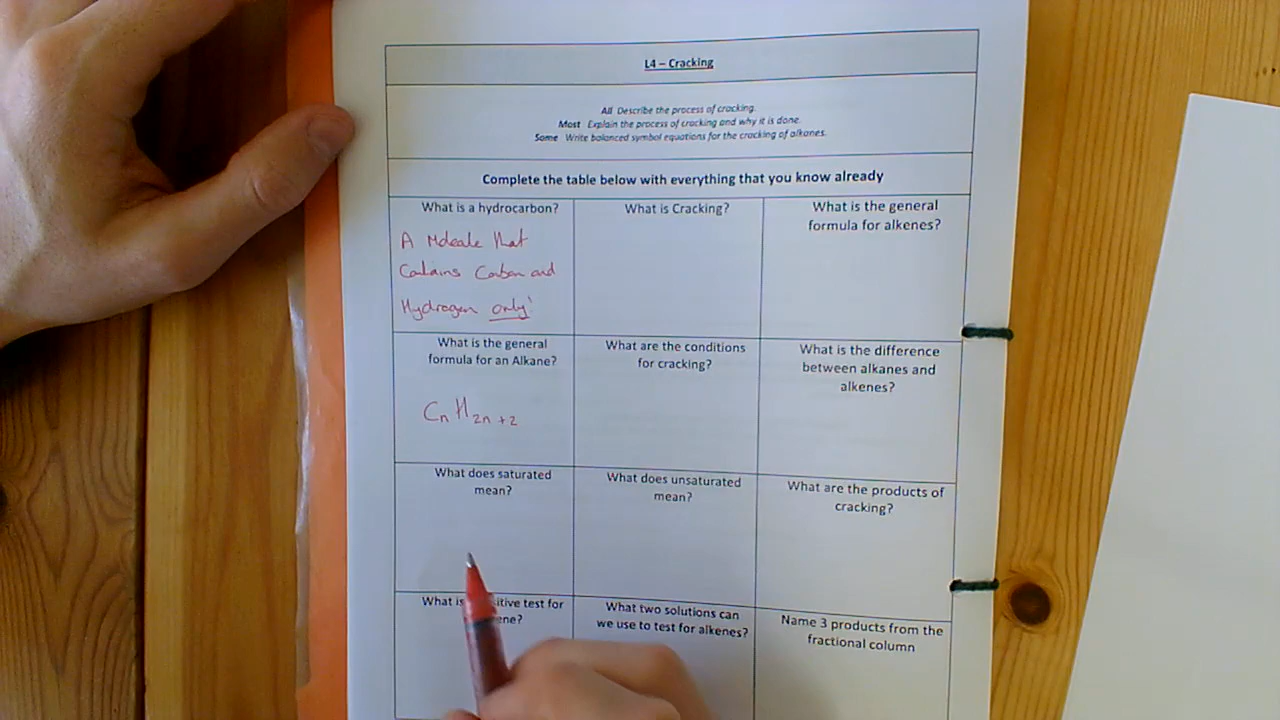 L4 – Cracking
All Describe the process of cracking.
Most Explain the process of cracking and why it is done.
Some Write balanced symbol equations for the cracking of alkanes.
Complete the table below with everything that you know already
What is a hydrocarbon?
A that
Contains Carbon and
Hydrogen only
What is Cracking?
What is the general
formula for alkenes?
What is the general
formula for an Alkane?
CnH2n+2
What are the conditions
for cracking?
What is the difference
between alkanes and
alkenes?
What does saturated
mean?
What does unsaturated
mean?
What are the products of
cracking?
What is test for
What two solutions can
we use to test for alkenes?
Name 3 products from the
fractional column